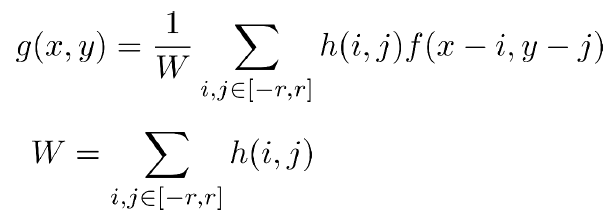 g(x, y) = \frac{1}{W} \sum_{i,j \in [-r,r]} h(i, j) f(x - i, y - j)
W = \sum_{i,j \in [-r,r]} h(i, j)